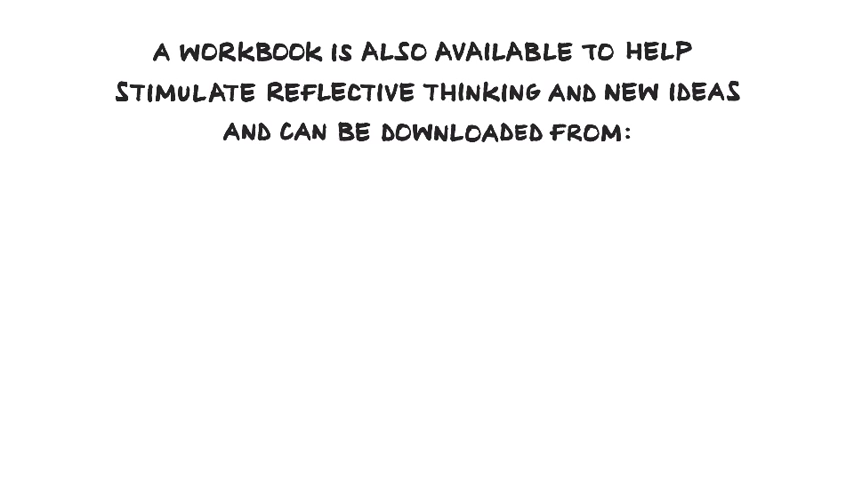 A WORKBOOK IS ALSO AVAILABLE TO HELP
STIMULATE REFLECTIVE THINKING AND NEW IDEAS
AND CAN BE DOWNLOADED FROM: